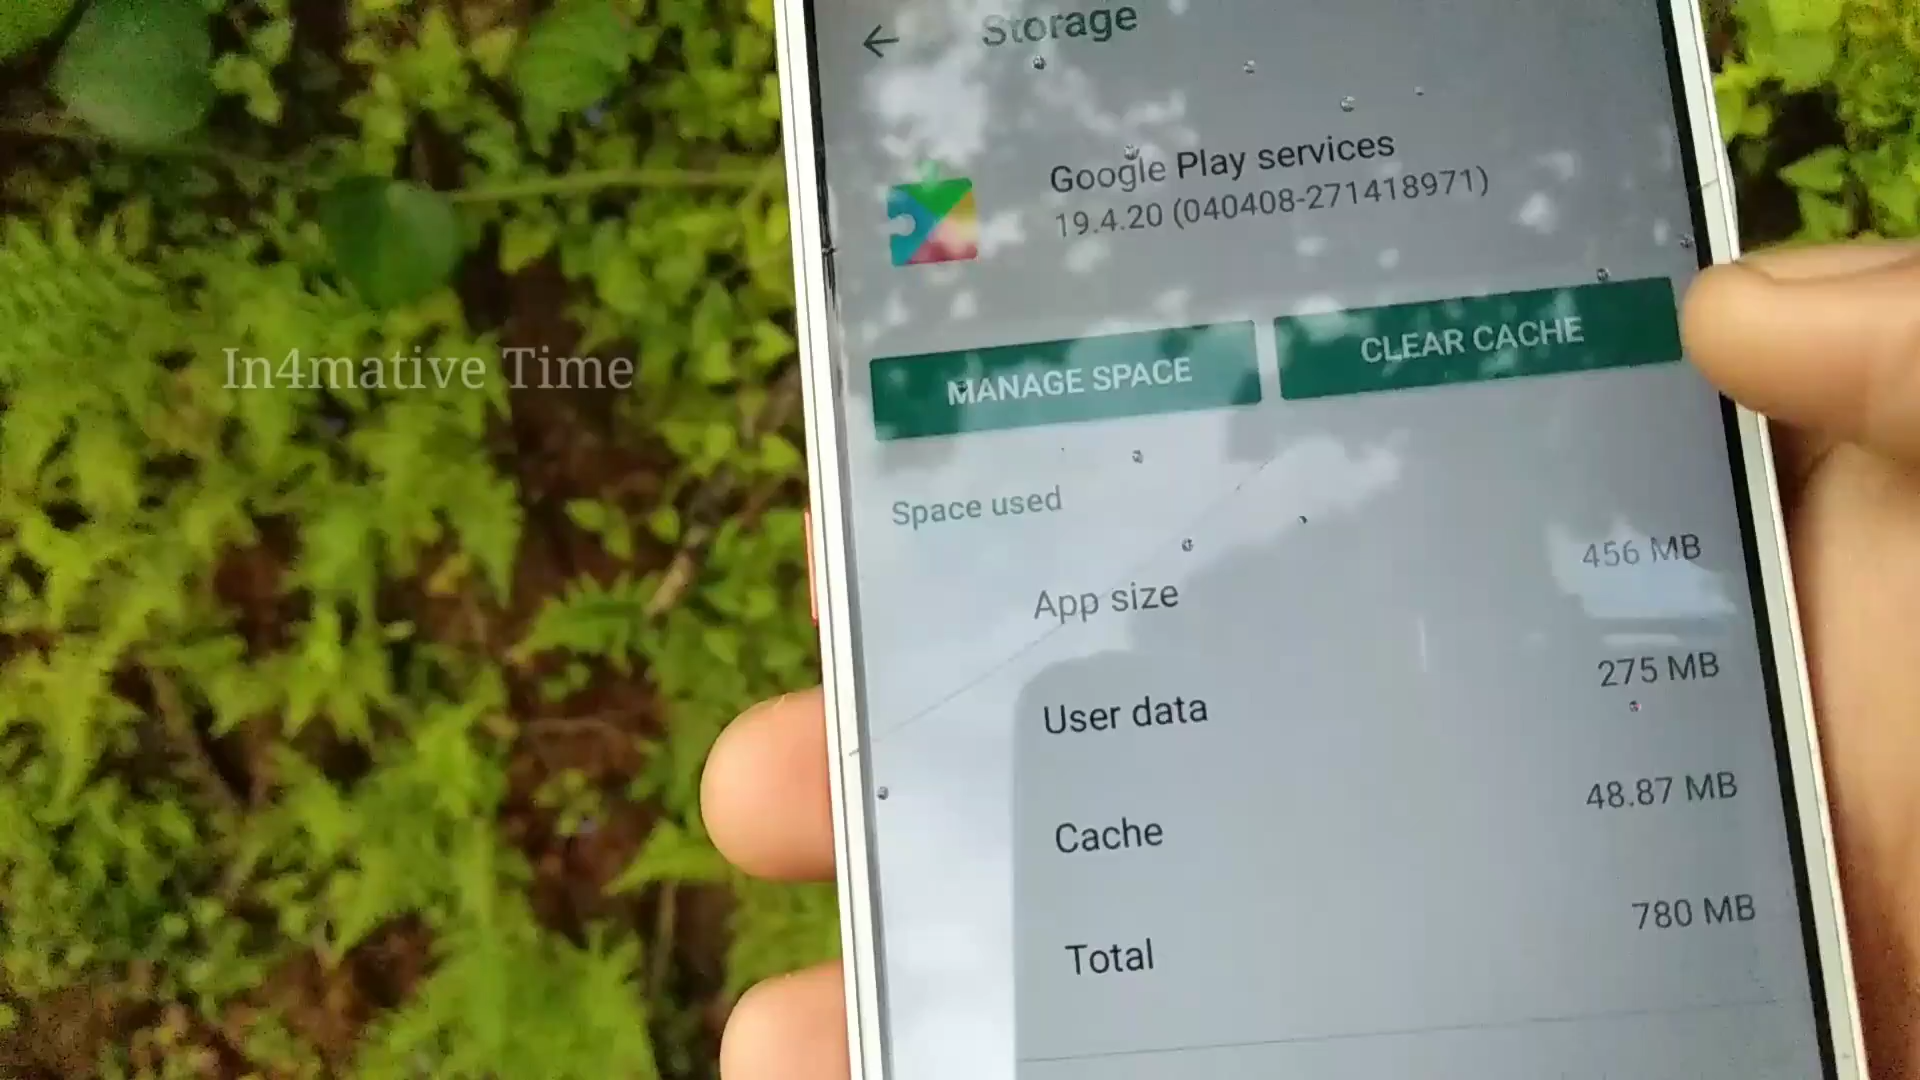 Storage
Google Play services
19.4.20 (040408-271418971)
MANAGE SPACE
CLEAR CACHE
In4mative Time
Space used
App size
456 MB
User data
275 MB
Cache
48.87 MB
Total
780 MB